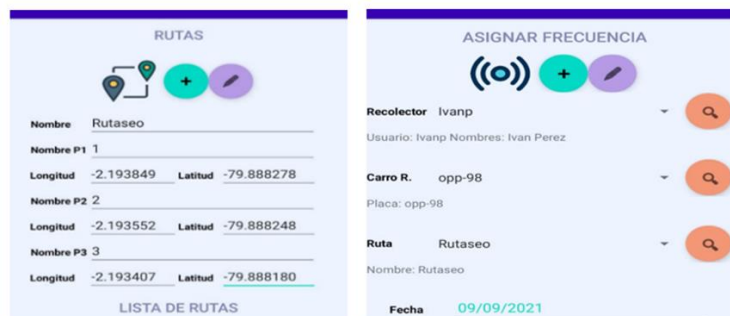 RUTAS
+
Nombre Rutaseo
Nombre P1 1
Longitud -2.193849 Latitud -79.888278
Nombre P2 2
Longitud -2.193552 Latitud -79.888248
Nombre P3 3
Longitud -2.193407 Latitud -79.888180
LISTA DE RUTAS
ASIGNAR FRECUENCIA
+
Recolector Ivanp
Usuario: Ivanp Nombres: Ivan Perez
Carro R. opp-98
Placa: opp-98
Ruta Rutaseo
Nombre: Rutaseo
Fecha 09/09/2021